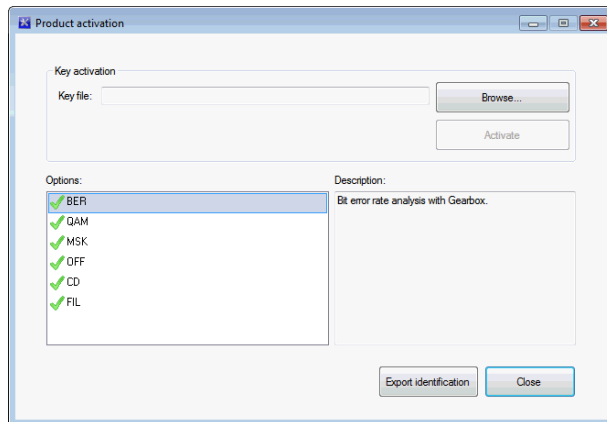 Product activation
Key activation
Key file:
Browse...
Activate
Options:
Description:
BER
QAM
MSK
OFF
CD
FIL
Bit error rate analysis with Gearbox.
Export identification
Close